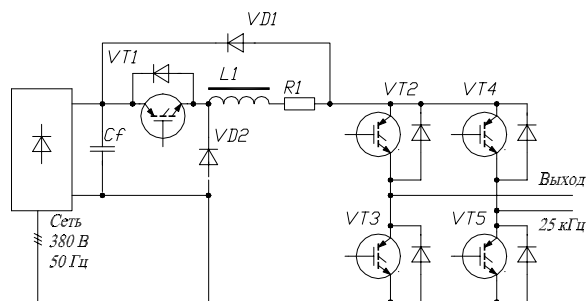 VD1
VT1
L1
R1
VT2
VT4
Cf
VD2
Выход
Сеть
380 В
50 Гц
VT3
VT5
25 кГц